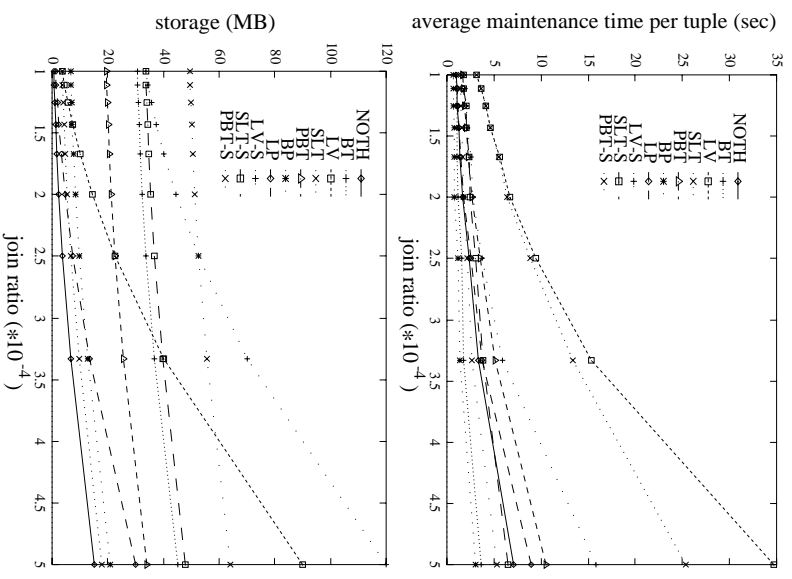 storage (MB)
0 20 40 60 80 100 120
1
1.5
2
2.5
3
3.5
4
4.5
5
join ratio (*10-4)
NOTH
BT
LV
SLT
PBT
BP
LP
LV-S
SLT-S
PBT-S
average maintenance time per tuple (sec)
0 5 10 15 20 25 30 35
1
1.5
2
2.5
3
3.5
4
4.5
5
join ratio (*10-4)
NOTH
BT
LV
SLT
PBT
BP
LP
LV-S
SLT-S
PBT-S